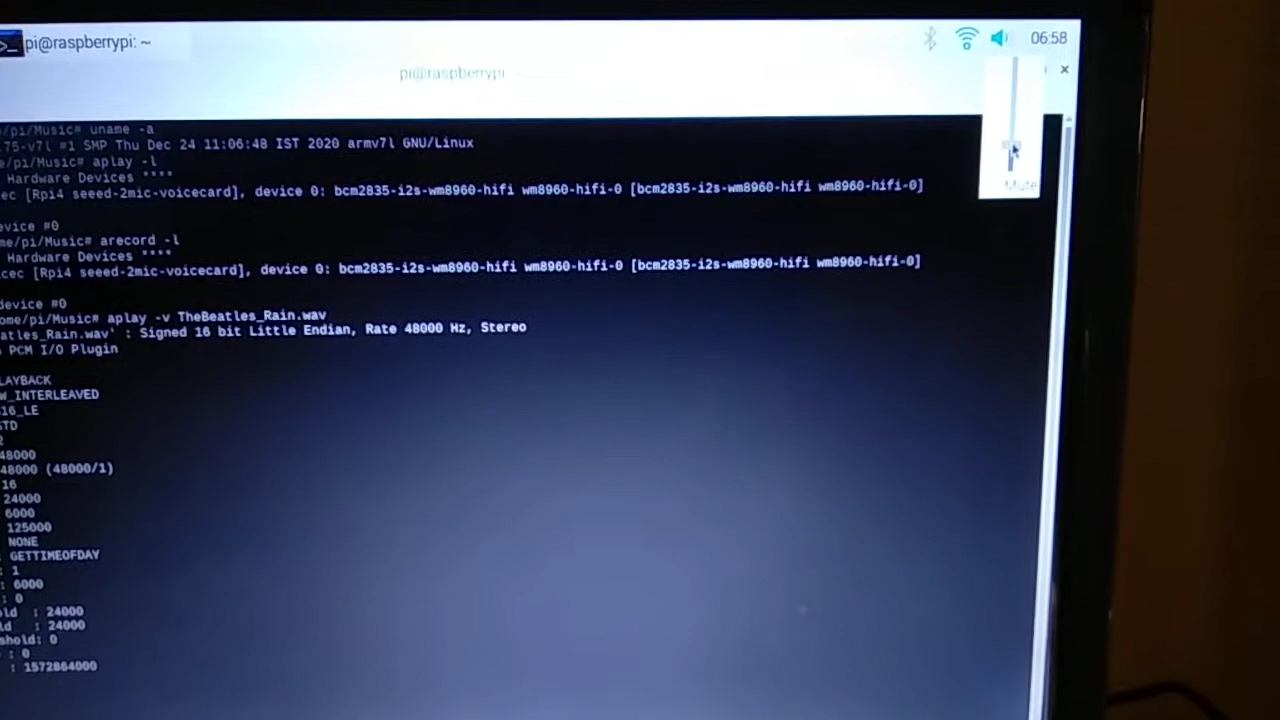 pi@raspberrypi: ~
06:58
pi@raspberrypi: ~
/pi/Music# uname -a
.75-v7l #1 SMP Thu Dec 24 11:06:48 IST 2020 armv7l GNU/Linux
e/pi/Music# aplay -l
Hardware Devices ****
ec [Rpi4 seeed-2mic-voicecard], device 0: bcm2835-i2s-wm8960-hifi wm8960-hifi-0 [bcm2835-i2s-wm8960-hifi wm8960-hifi-0]
evice #0
me/pi/Music# arecord -l
Hardware Devices ****
cec [Rpi4 seeed-2mic-voicecard], device 0: bcm2835-i2s-wm8960-hifi wm8960-hifi-0 [bcm2835-i2s-wm8960-hifi wm8960-hifi-0]
device #0
ome/pi/Music# aplay -v TheBeatles_Rain.wav
atles_Rain.wav' : Signed 16 bit Little Endian, Rate 48000 Hz, Stereo
PCM I/O Plugin
LAYBACK
W_INTERLEAVED
S16_LE
STD
2
48000
48000 (48000/1)
16
24000
6000
125000
NONE
: GETTIMEOFDAY
: 1
: 6000
: 0
old : 24000
ld : 24000
shold: 0
: 0
: 1572864000
Mute